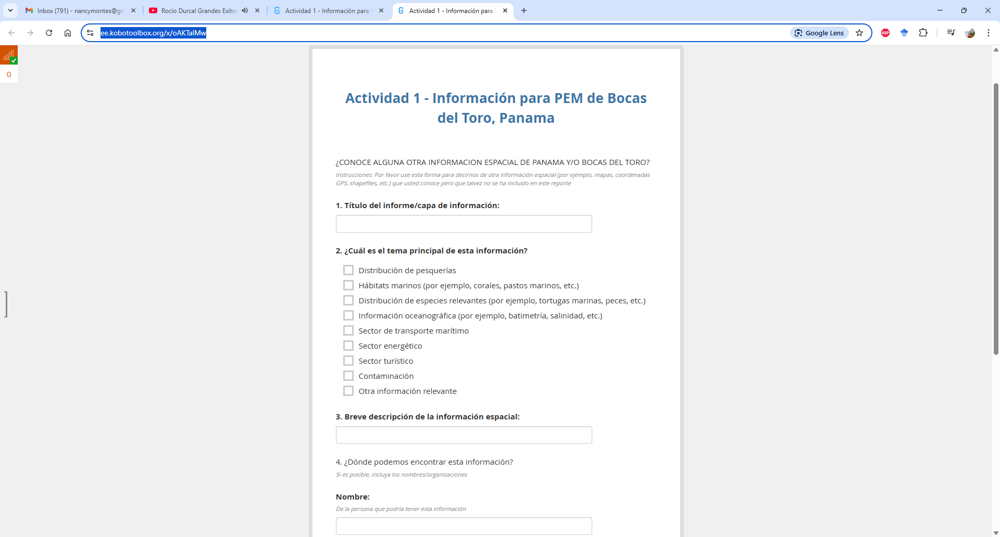 Inbox (791) - nancymontes@gn
Rocio Durcal Grandes Exitos
Actividad 1 - Información para
Actividad 1 - Información para
ee.kobotoolbox.org/x/oAKTalMw
Google Lens
ABP
0
Actividad 1 - Información para PEM de Bocas
del Toro, Panama
¿CONOCE ALGUNA OTRA INFORMACION ESPACIAL DE PANAMA Y/O BOCAS DEL TORO?
Instrucciones: Por favor use esta forma para decirnos de otra información espacial (por ejemplo, mapas, coordenadas
GPS, shapefiles, etc.) que usted conoce pero que talvez no se ha incluido en este reporte
1. Título del informe/capa de información:
2. ¿Cuál es el tema principal de esta información?
Distribución de pesquerías
Hábitats marinos (por ejemplo, corales, pastos marinos, etc.)
Distribución de especies relevantes (por ejemplo, tortugas marinas, peces, etc.)
Información oceanográfica (por ejemplo, batimetría, salinidad, etc.)
Sector de transporte marítimo
Sector energético
Sector turístico
Contaminación
Otra información relevante
3. Breve descripción de la información espacial:
4. ¿Dónde podemos encontrar esta información?
Si es posible, incluya los nombres/organizaciones
Nombre:
De la persona que podría tener esta información